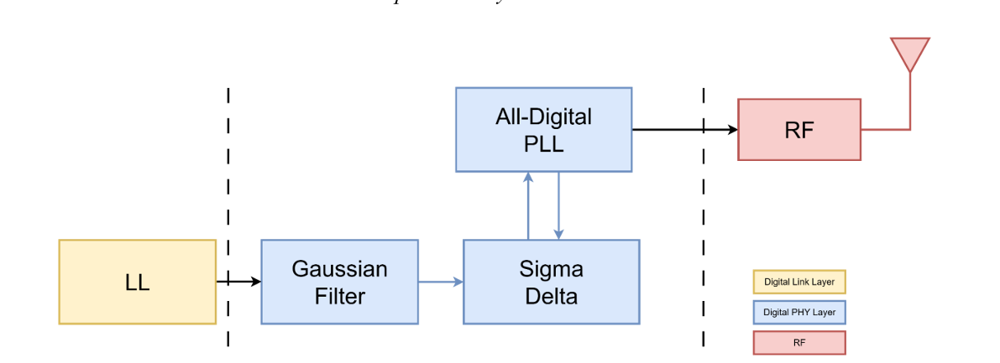 All-Digital
PLL
RF
LL
Gaussian
Filter
Sigma
Delta
Digital Link Layer
Digital PHY Layer
RF